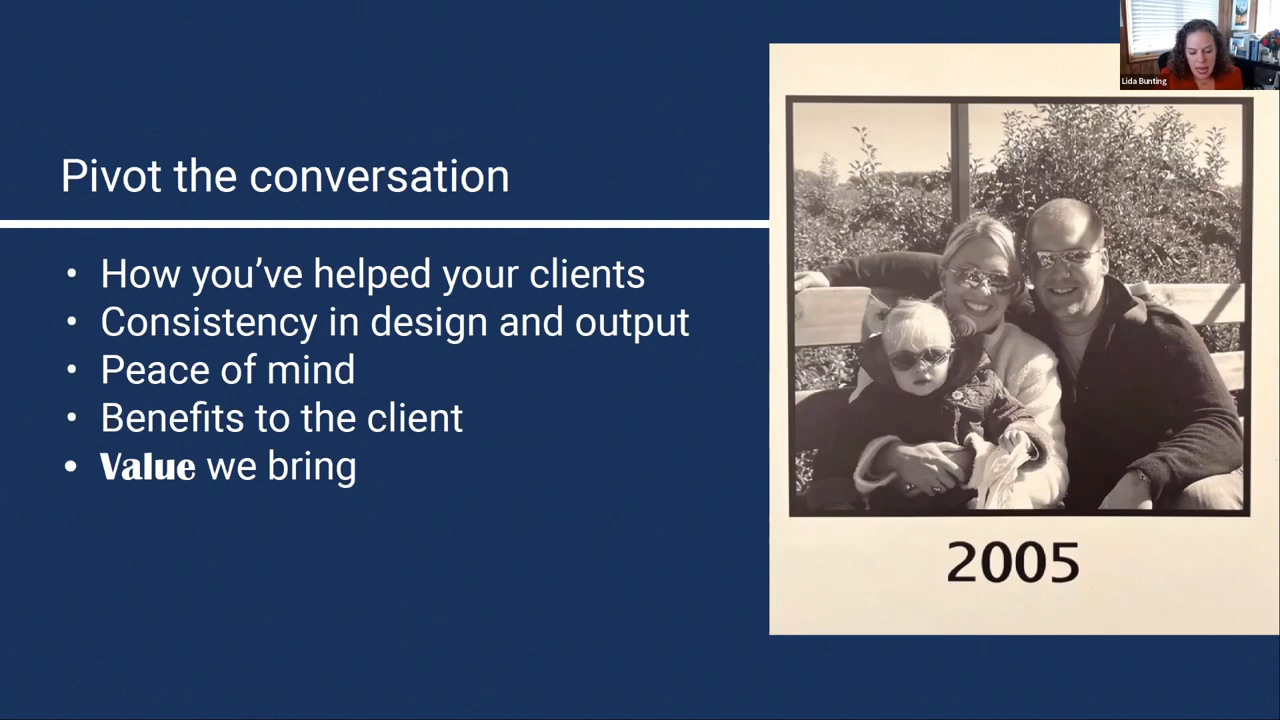 Lida Bunting
Pivot the conversation
• How you’ve helped your clients
• Consistency in design and output
• Peace of mind
• Benefits to the client
• Value we bring
2005